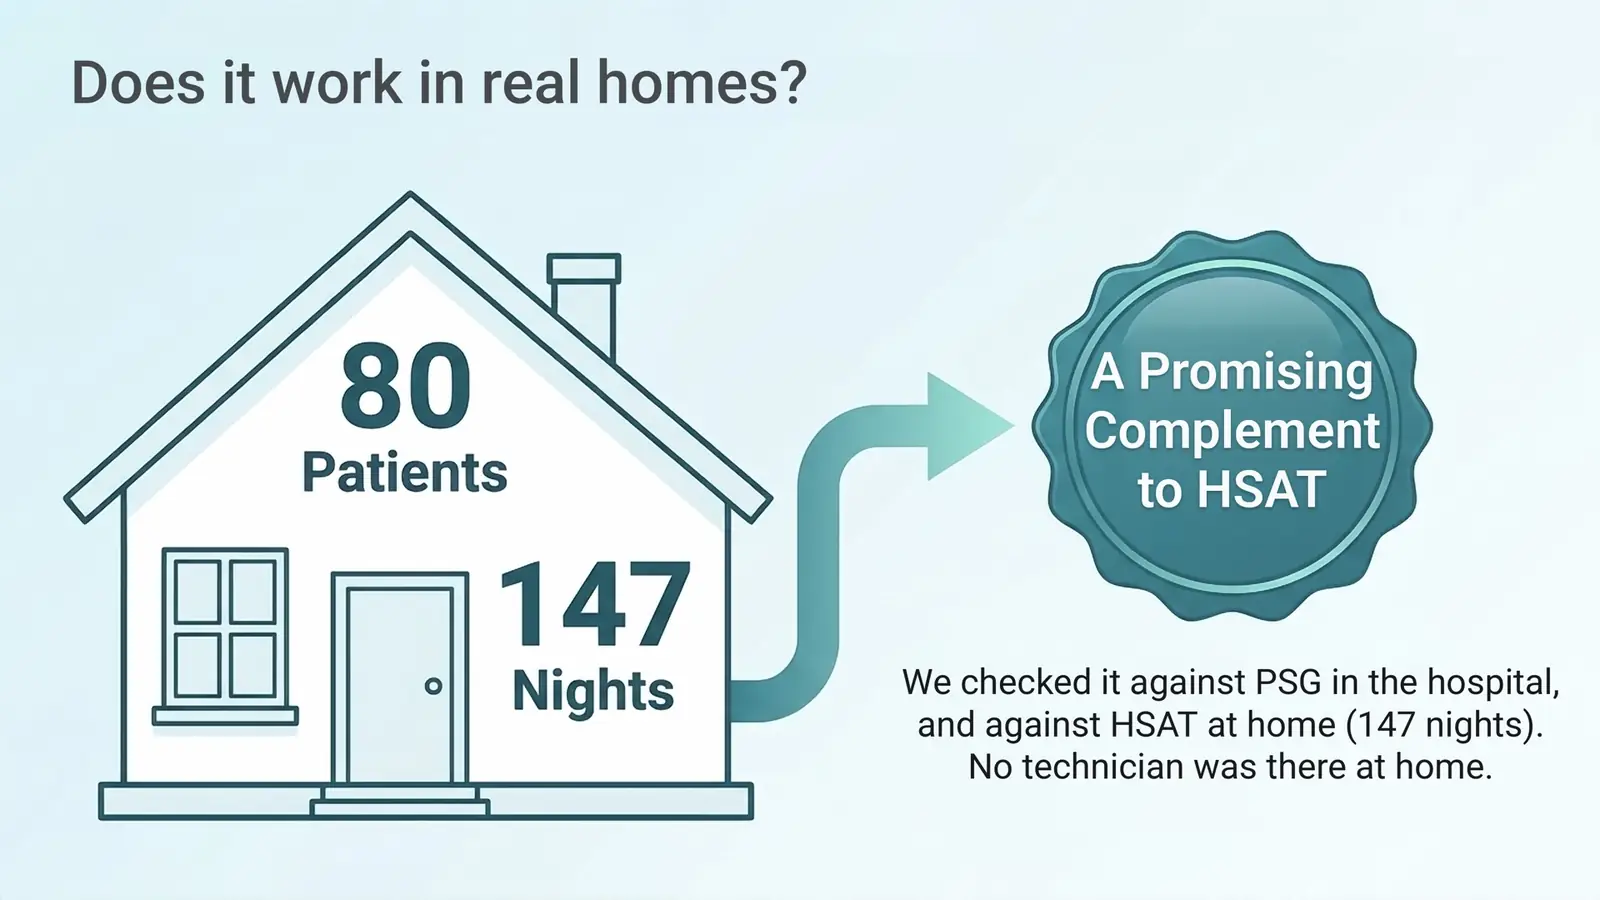 Does it work in real homes?
80
Patients
147
Nights
A Promising
Complement
to HSAT
We checked it against PSG in the hospital,
and against HSAT at home (147 nights).
No technician was there at home.